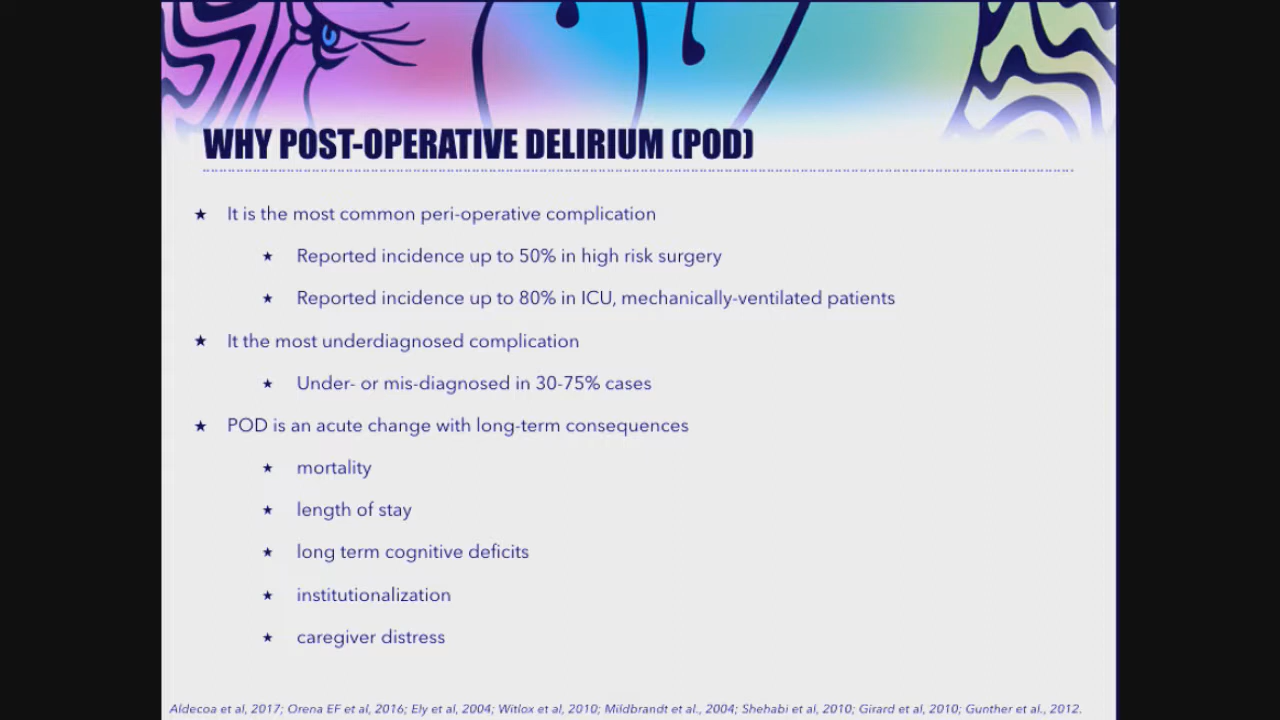 WHY POST-OPERATIVE DELIRIUM (POD)
★ It is the most common peri-operative complication
★ Reported incidence up to 50% in high risk surgery
★ Reported incidence up to 80% in ICU, mechanically-ventilated patients
★ It the most underdiagnosed complication
★ Under- or mis-diagnosed in 30-75% cases
★ POD is an acute change with long-term consequences
★ mortality
★ length of stay
★ long term cognitive deficits
★ institutionalization
★ caregiver distress
Aldecoa et al, 2017; Orena EF et al, 2016; Ely et al, 2004; Witlox et al, 2010; Mildbrandt et al., 2004; Shehabi et al, 2010; Girard et al, 2010; Gunther et al., 2012.